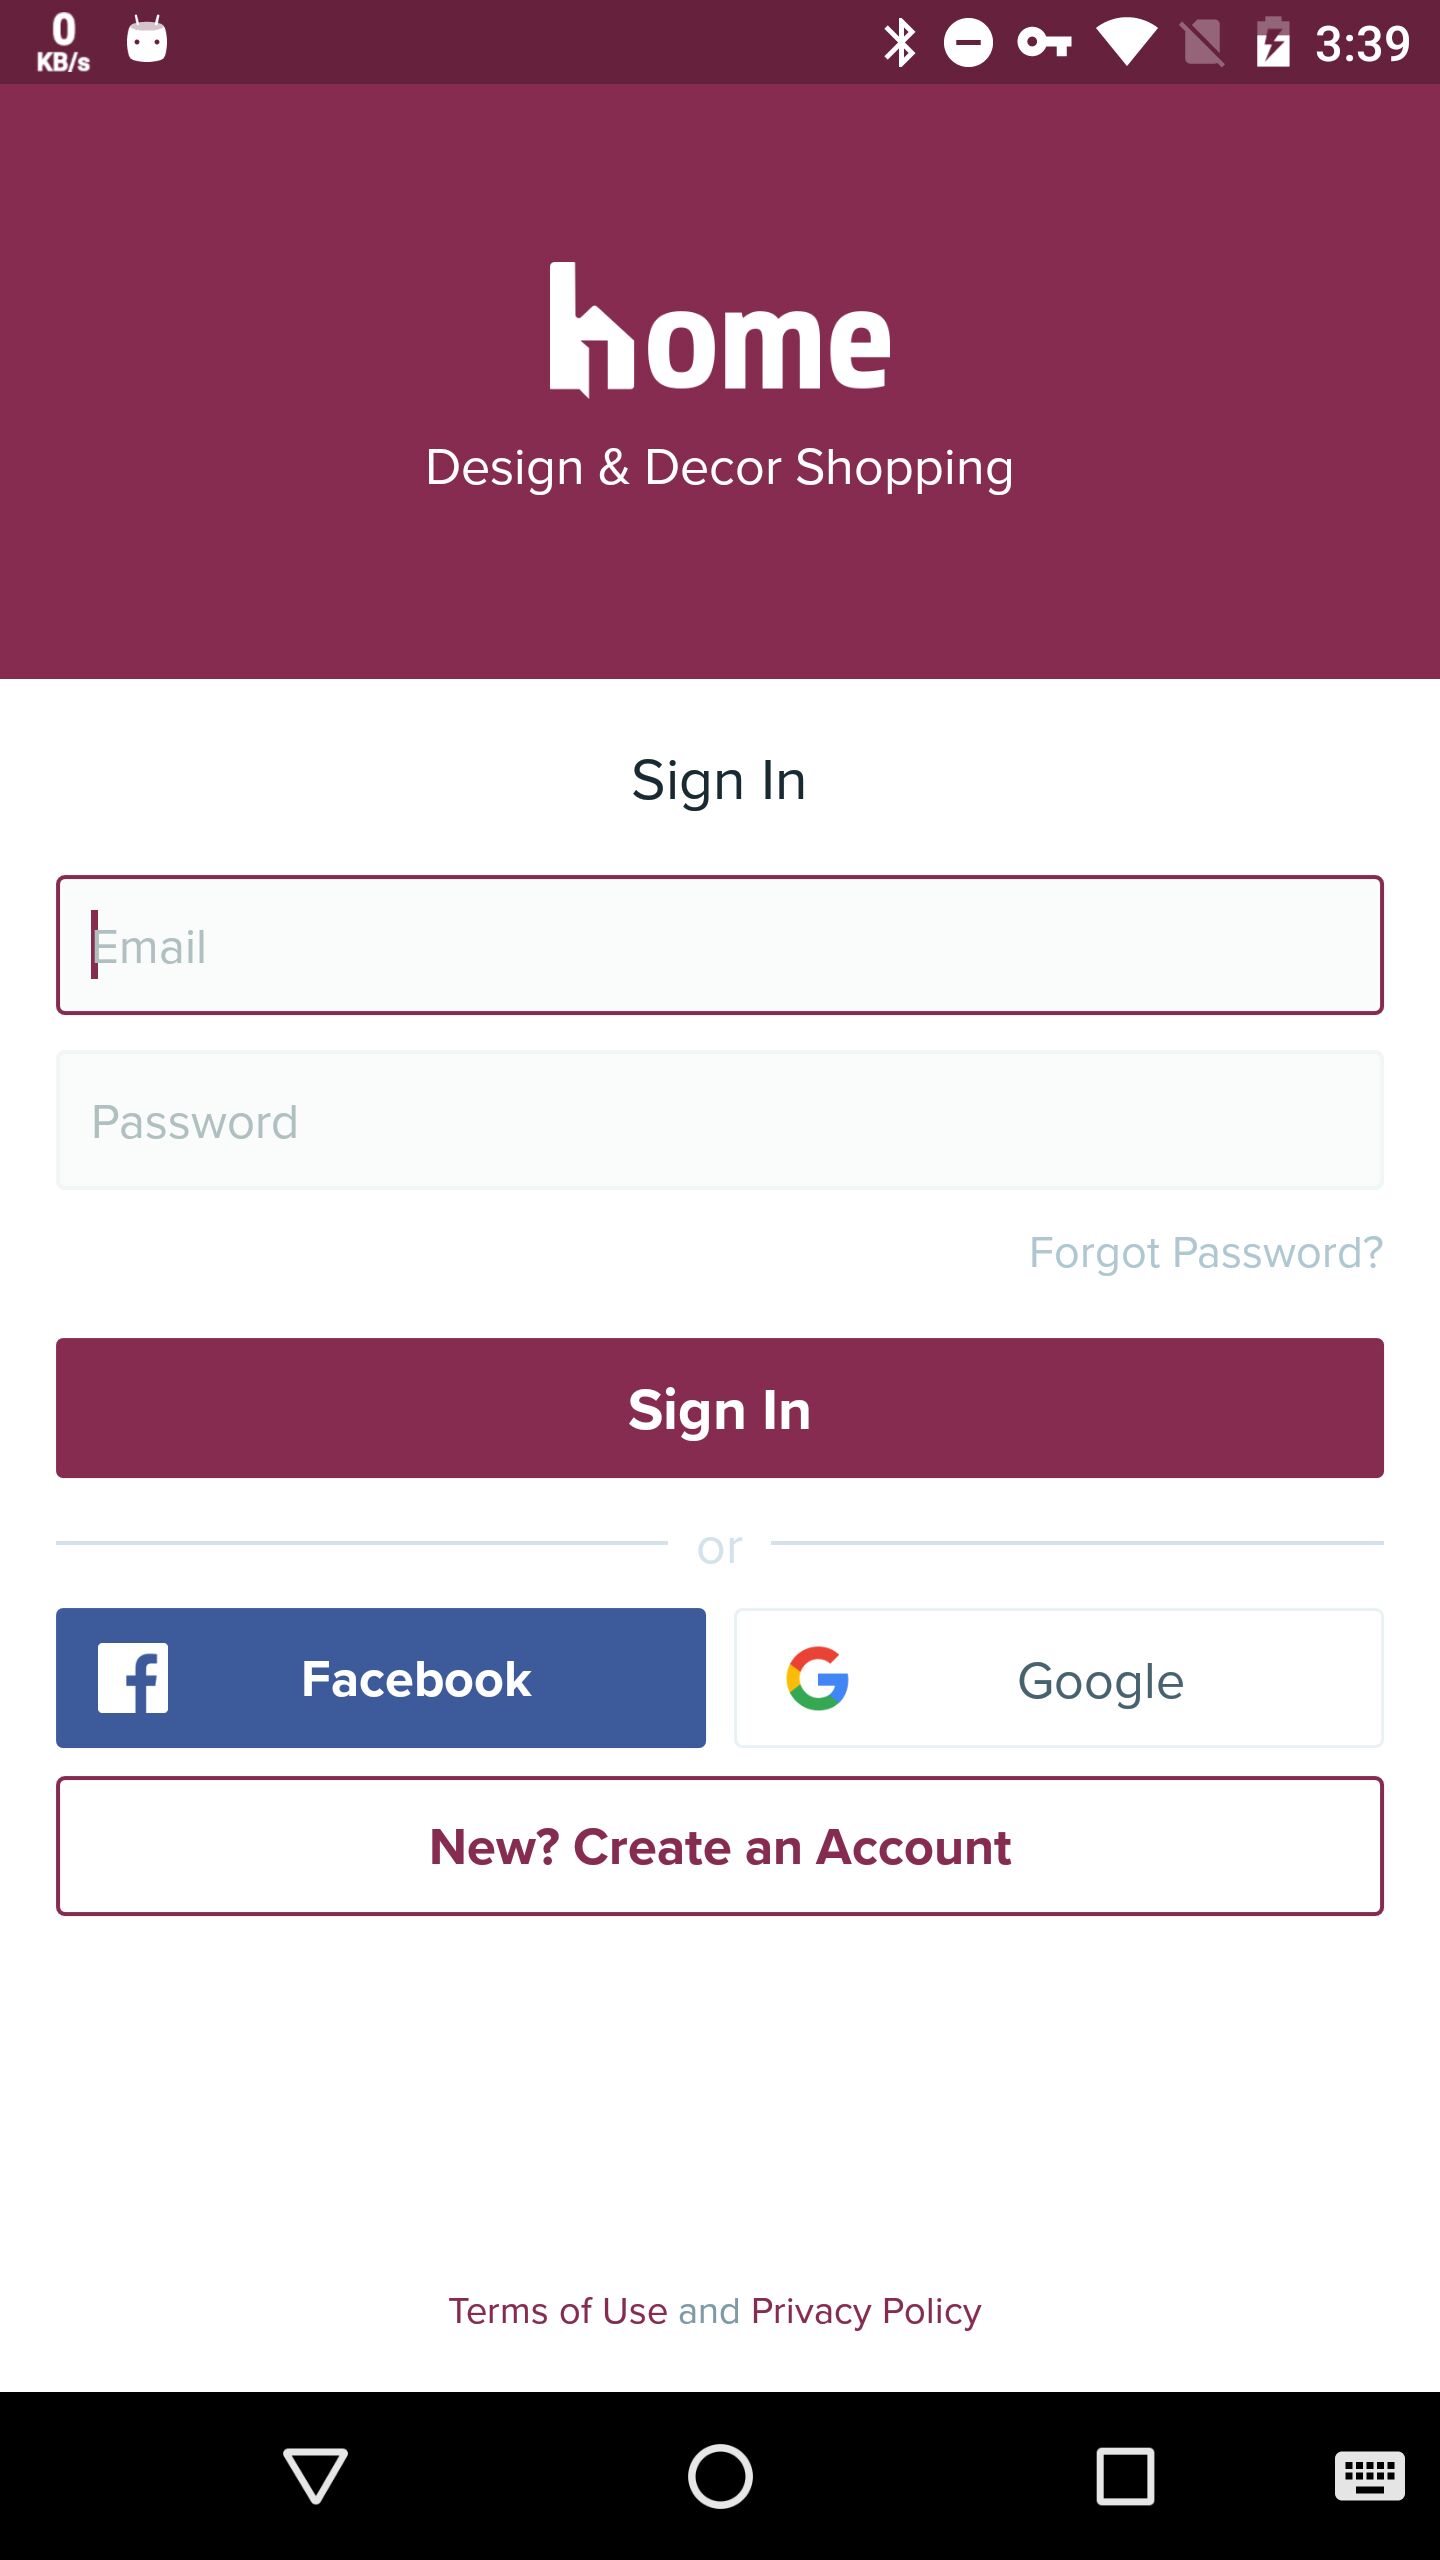 0
KB/s
3:39
home
Design & Decor Shopping
Sign In
Email
Password
Forgot Password?
Sign In
or
Facebook
Google
New? Create an Account
Terms of Use and Privacy Policy